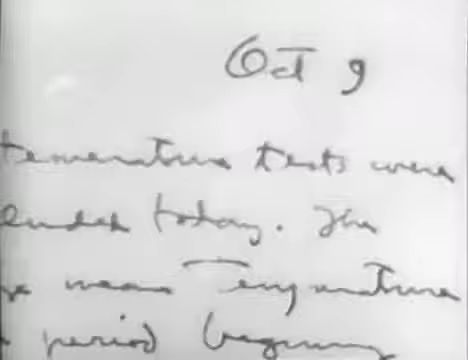 Oct 9
temperature tests were
ended today. The
mean Temperature
period beginning